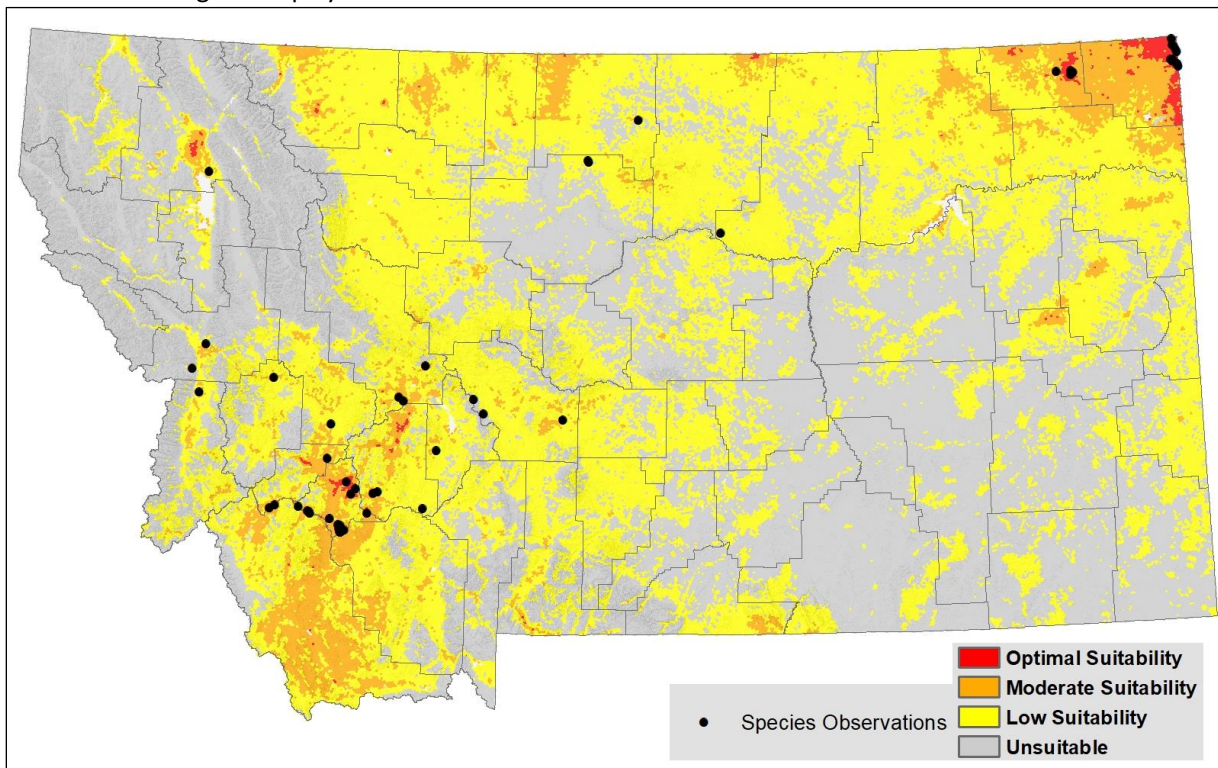 Optimal Suitability
Moderate Suitability
Species Observations
Low Suitability
Unsuitable